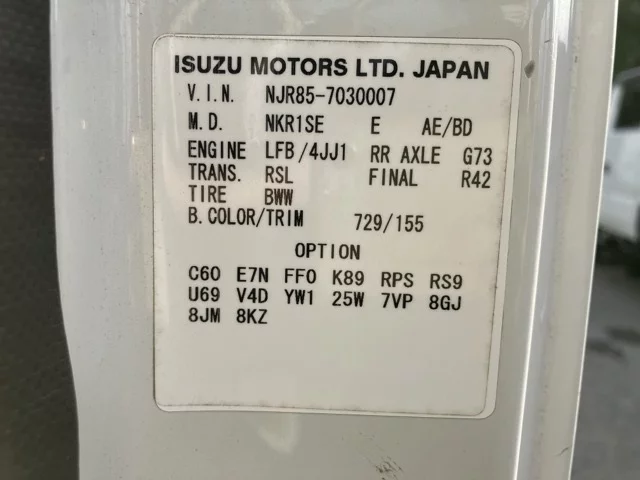 ISUZU MOTORS LTD. JAPAN
V.I.N. NJR85-7030007
M.D. NKR1SE E AE/BD
ENGINE LFB/4JJ1 RR AXLE G73
TRANS. RSL FINAL R42
TIRE BWW
B.COLOR/TRIM 729/155
OPTION
C60 E7N FF0 K89 RPS RS9
U69 V4D YW1 25W 7VP 8GJ
8JM 8KZ